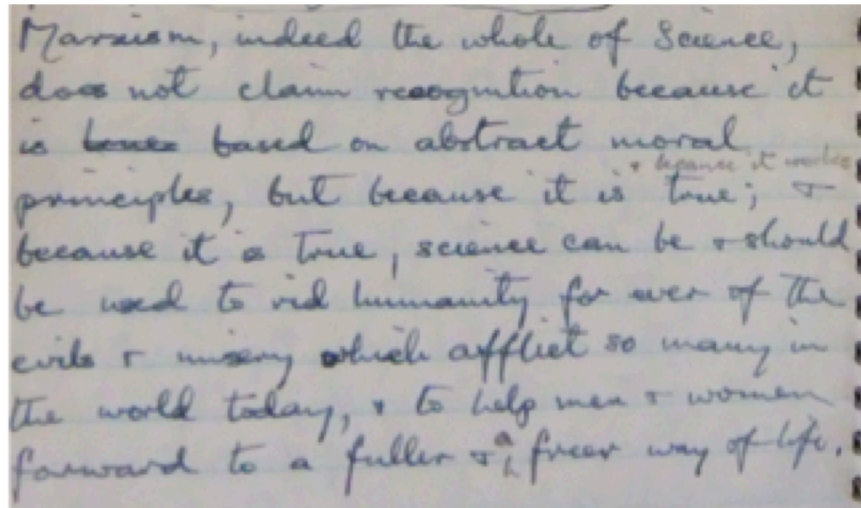 Marxism, indeed the whole of Science,
does not claim recognition because it
is based on abstract moral
+ because it works
principles, but because it is true; +
because it is true, science can be + should
be used to rid humanity for ever of the
evils + misery which afflict so many in
the world today, + to help men + women
forward to a fuller + a freer way of life.